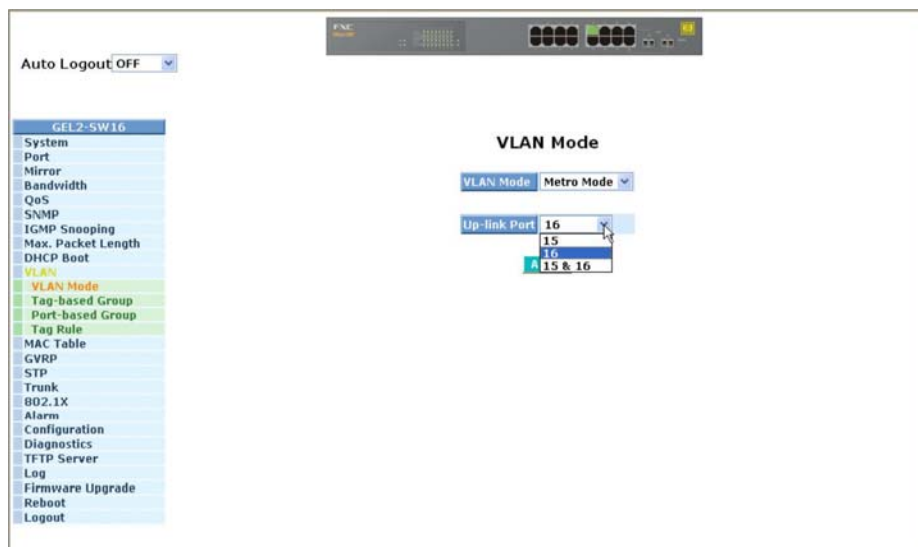 FXC
Auto Logout OFF
GEL2-SW16
System
Port
Mirror
Bandwidth
QoS
SNMP
IGMP Snooping
Max. Packet Length
DHCP Boot
VLAN
VLAN Mode
Tag-based Group
Port-based Group
Tag Rule
MAC Table
GVRP
STP
Trunk
802.1X
Alarm
Configuration
Diagnostics
TFTP Server
Log
Firmware Upgrade
Reboot
Logout
VLAN Mode
VLAN Mode Metro Mode
Up-link Port 16
15
16
15 & 16
A